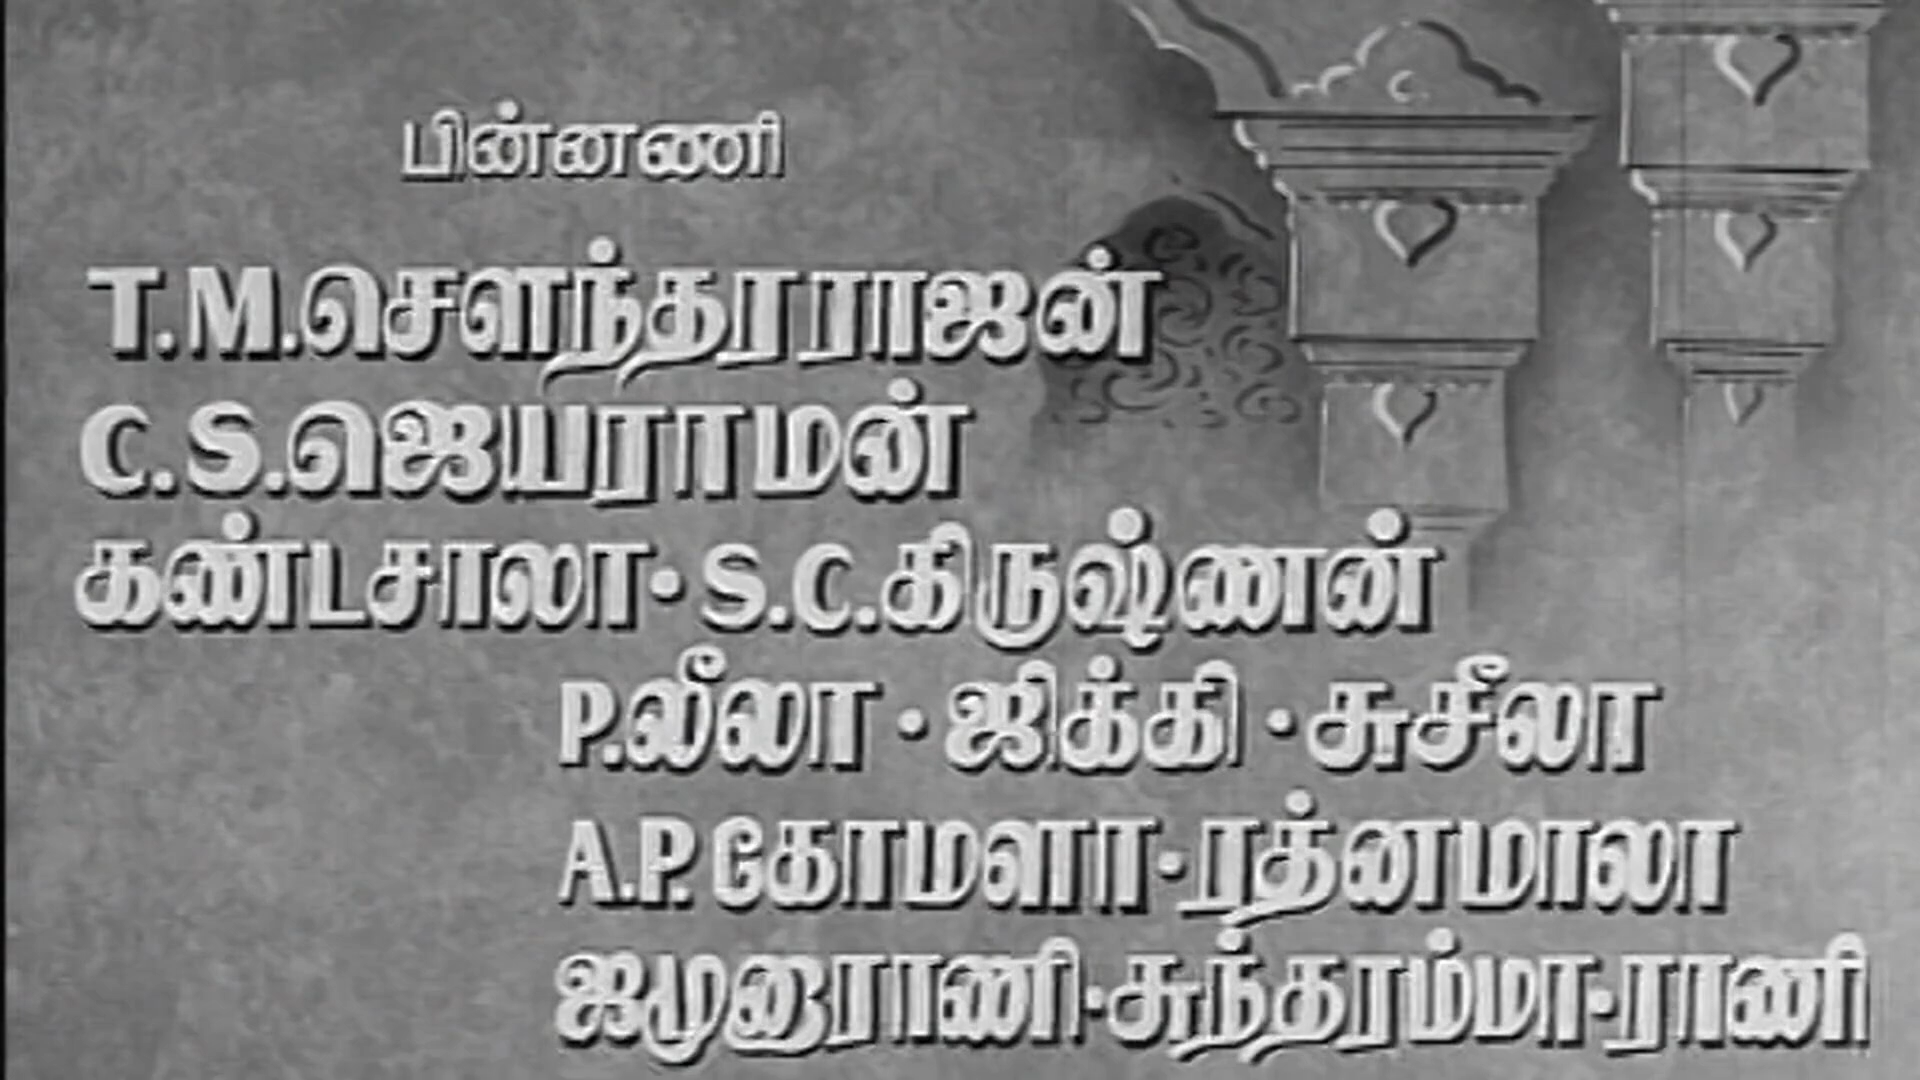 பின்னணி
T.M.சௌந்தரராஜன்
C.S.ஜெயராமன்
கண்டசாலா· S.C.கிருஷ்ணன்
P.லீலா · ஜிக்கி · சுசீலா
A.P. கோமளா·ரத்னமாலா
ஜமுனாராணி·சுந்தரம்மா·ராணி